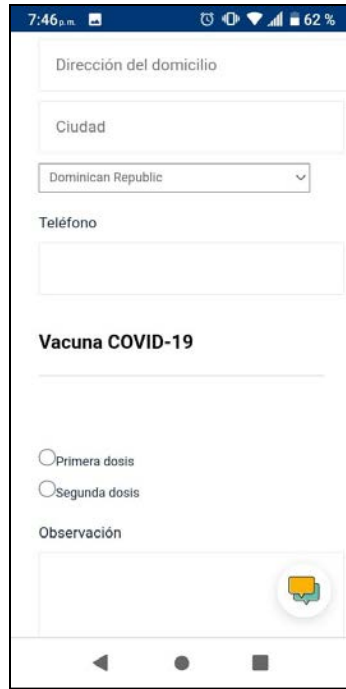 7:46 p.m. 62 %
Dirección del domicilio
Ciudad
Dominican Republic
Teléfono
Vacuna COVID-19
Primera dosis
Segunda dosis
Observación